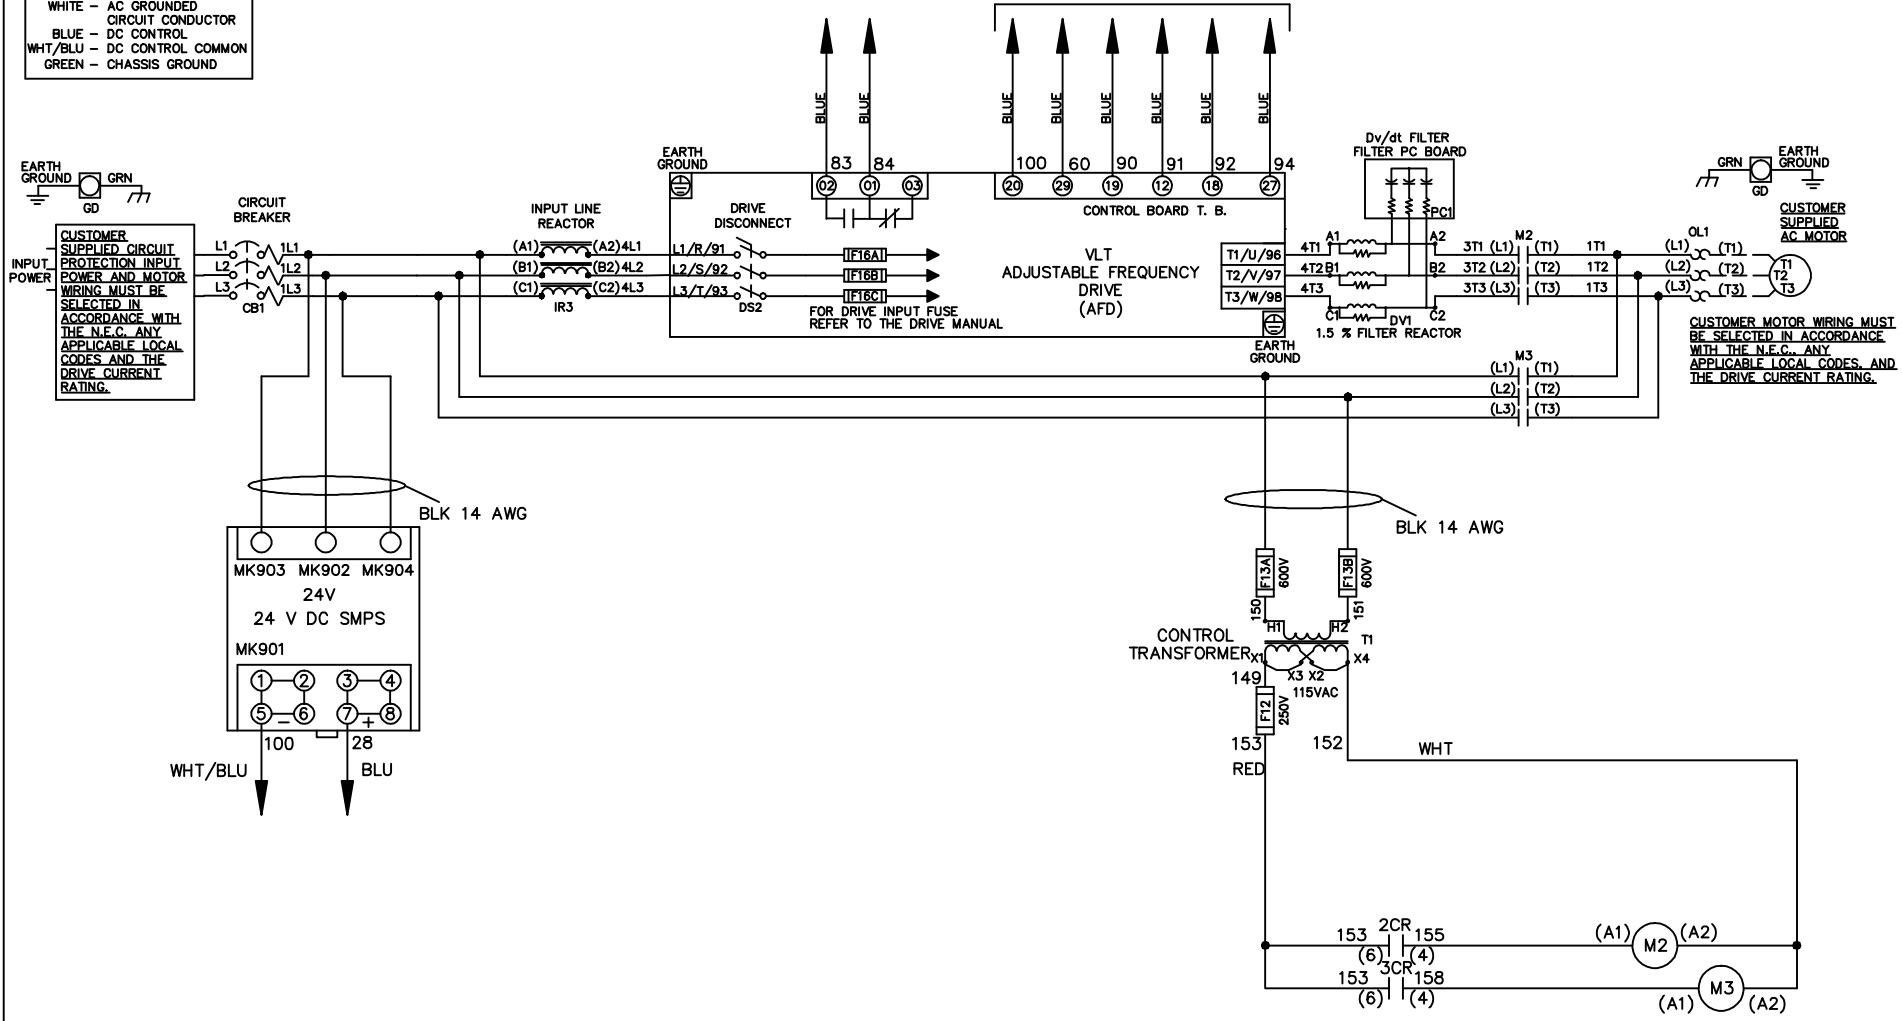 WHITE – AC GROUNDED
CIRCUIT CONDUCTOR
BLUE – DC CONTROL
WHT/BLU – DC CONTROL COMMON
GREEN – CHASSIS GROUND
BLUE
BLUE
BLUE
BLUE
BLUE
BLUE
BLUE
BLUE
EARTH
GROUND
GRN
GD
CUSTOMER
SUPPLIED CIRCUIT
PROTECTION INPUT
POWER AND MOTOR
WIRING MUST BE
SELECTED IN
ACCORDANCE WITH
THE N.E.C. ANY
APPLICABLE LOCAL
CODES AND THE
DRIVE CURRENT
RATING.
INPUT
POWER
CIRCUIT
BREAKER
L1
L2
L3
1L1
1L2
1L3
CB1
INPUT LINE
REACTOR
(A1) (A2) 4L1
(B1) (B2) 4L2
(C1) (C2) 4L3
IR3
EARTH
GROUND
DRIVE
DISCONNECT
L1/R/91
L2/S/92
L3/T/93
DS2
83 84
02 01 03
F16A
F16B
F16C
FOR DRIVE INPUT FUSE
REFER TO THE DRIVE MANUAL
100 60 90 91 92 94
20 29 19 12 18 27
CONTROL BOARD T. B.
VLT
ADJUSTABLE FREQUENCY
DRIVE
(AFD)
T1/U/96
T2/V/97
T3/W/98
EARTH
GROUND
Dv/dt FILTER
FILTER PC BOARD
PC1
4T1 A1 A2
4T2 B1 B2
4T3
C1 C2
DV1
1.5 % FILTER REACTOR
M2
3T1 (L1) (T1) 1T1
3T2 (L2) (T2) 1T2
3T3 (L3) (T3) 1T3
M3
(L1) (T1)
(L2) (T2)
(L3) (T3)
OL1
(L1) (T1)
(L2) (T2)
(L3) (T3)
T1
T2
T3
GRN
EARTH
GROUND
GD
CUSTOMER
SUPPLIED
AC MOTOR
CUSTOMER MOTOR WIRING MUST
BE SELECTED IN ACCORDANCE
WITH THE N.E.C., ANY
APPLICABLE LOCAL CODES, AND
THE DRIVE CURRENT RATING.
BLK 14 AWG
MK903 MK902 MK904
24V
24 V DC SMPS
MK901
1 2 3 4
5 – 6 7 + 8
100 28
WHT/BLU BLU
BLK 14 AWG
F13A
600V
F13B
600V
150
151
H1 H2
T1
CONTROL
TRANSFORMER
X1 X4
X3 X2
115VAC
149
F12
250V
153 152
RED
WHT
2CR
153 155
(6) (4)
(A1) M2 (A2)
3CR
153 158
(6) (4)
(A1) M3 (A2)